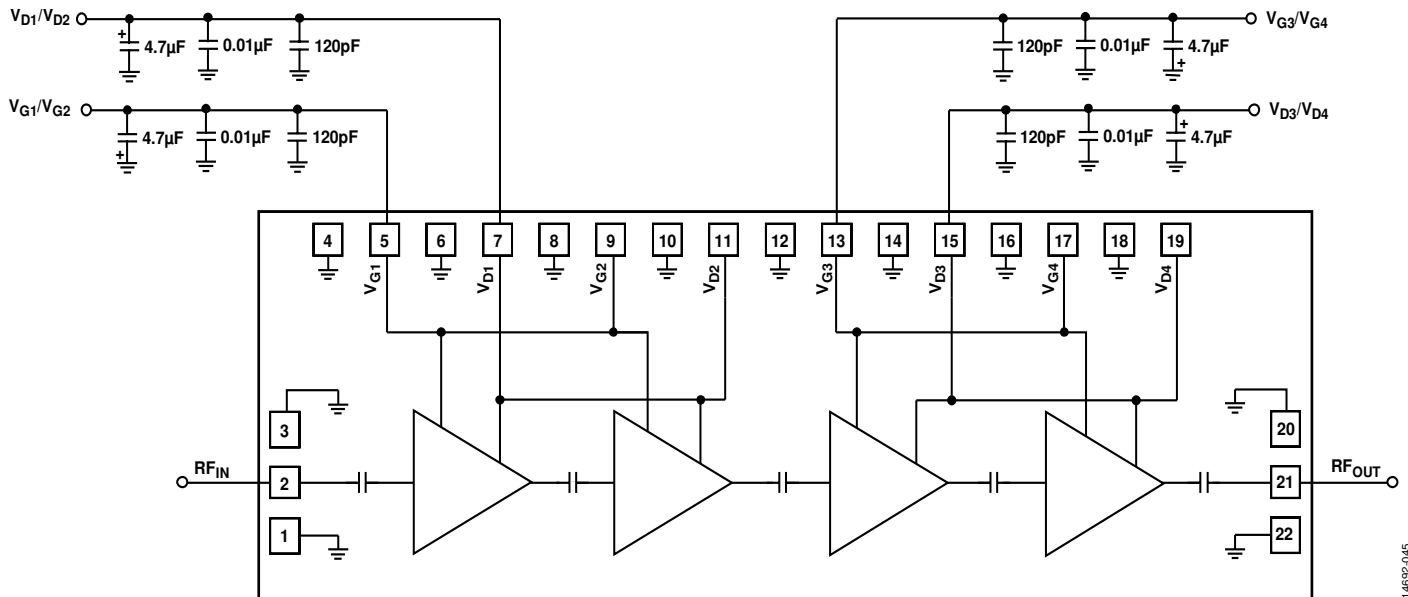 VD1/VD2
+
4.7µF
0.01µF
120pF
VG3/VG4
120pF
0.01µF
4.7µF
+
VG1/VG2
4.7µF
+
0.01µF
120pF
VD3/VD4
120pF
0.01µF
+
4.7µF
4
5
6
7
8
9
10
11
12
13
14
15
16
17
18
19
VG1
VD1
VG2
VD2
VG3
VD3
VG4
VD4
3
20
RFIN
2
21
RFOUT
1
22
14692-045